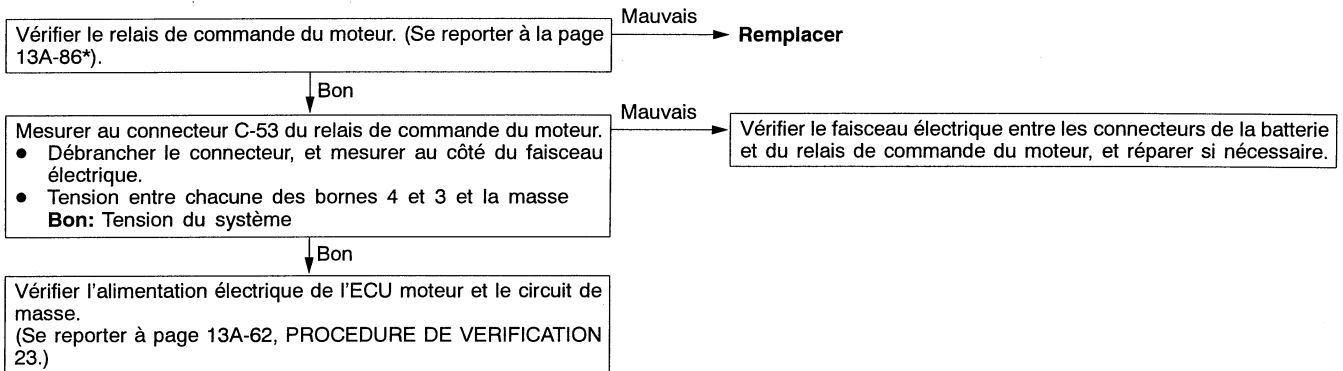 Vérifier le relais de commande du moteur. (Se reporter à la page
13A-86*).
Mauvais
Remplacer
Bon
Mesurer au connecteur C-53 du relais de commande du moteur.
● Débrancher le connecteur, et mesurer au côté du faisceau
électrique.
● Tension entre chacune des bornes 4 et 3 et la masse
Bon: Tension du système
Mauvais
Vérifier le faisceau électrique entre les connecteurs de la batterie
et du relais de commande du moteur, et réparer si nécessaire.
Bon
Vérifier l'alimentation électrique de l'ECU moteur et le circuit de
masse.
(Se reporter à page 13A-62, PROCEDURE DE VERIFICATION
23.)